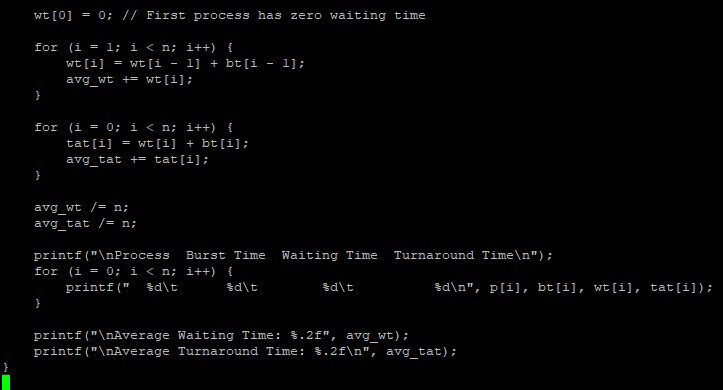 wt[0] = 0; // First process has zero waiting time

    for (i = 1; i < n; i++) {
        wt[i] = wt[i - 1] + bt[i - 1];
        avg_wt += wt[i];
    }

    for (i = 0; i < n; i++) {
        tat[i] = wt[i] + bt[i];
        avg_tat += tat[i];
    }

    avg_wt /= n;
    avg_tat /= n;

    printf("\nProcess  Burst Time  Waiting Time  Turnaround Time\n");
    for (i = 0; i < n; i++) {
        printf("  %d\t      %d\t        %d\t          %d\n", p[i], bt[i], wt[i], tat[i]);
    }

    printf("\nAverage Waiting Time: %.2f", avg_wt);
    printf("\nAverage Turnaround Time: %.2f\n", avg_tat);
}